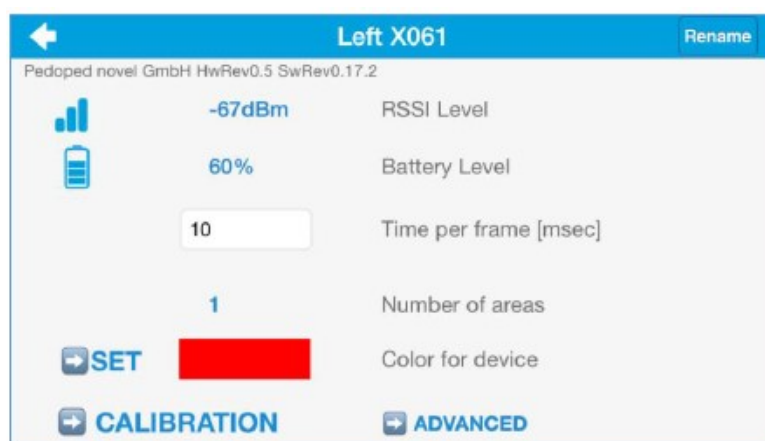 Left X061 Rename
Pedoped novel GmbH HwRev0.5 SwRev0.17.2
-67dBm RSSI Level
60% Battery Level
10 Time per frame [msec]
1 Number of areas
SET Color for device
CALIBRATION ADVANCED